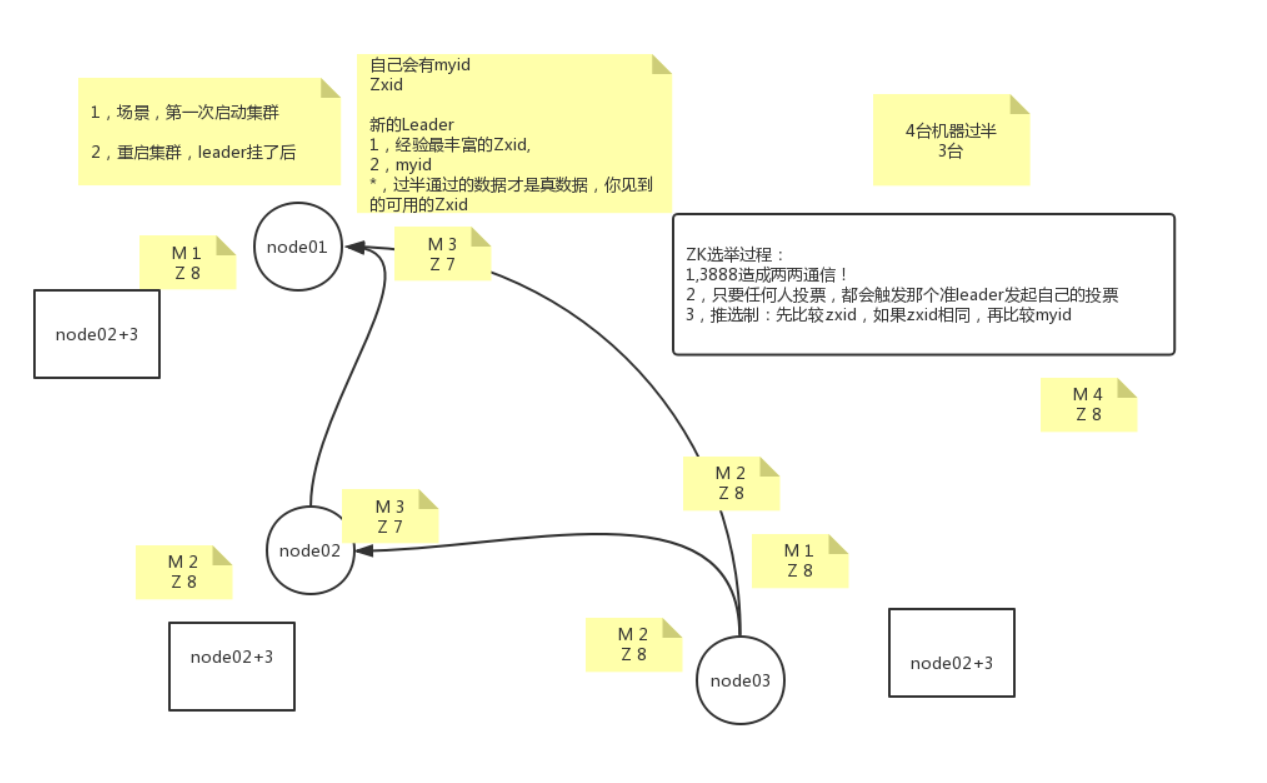 自己会有myid
Zxid
新的Leader
1，经验最丰富的Zxid,
2，myid
*，过半通过的数据才是真数据，你见到
的可用的Zxid
1，场景，第一次启动集群
2，重启集群，leader挂了后
4台机器过半
3台
node01
M 1
Z 8
M 3
Z 7
node02+3
ZK选举过程：
1,3888造成两两通信！
2，只要任何人投票，都会触发那个准leader发起自己的投票
3，推选制：先比较zxid，如果zxid相同，再比较myid
M 4
Z 8
M 2
Z 8
M 3
Z 7
node02
M 2
Z 8
M 1
Z 8
node02+3
M 2
Z 8
node03
node02+3